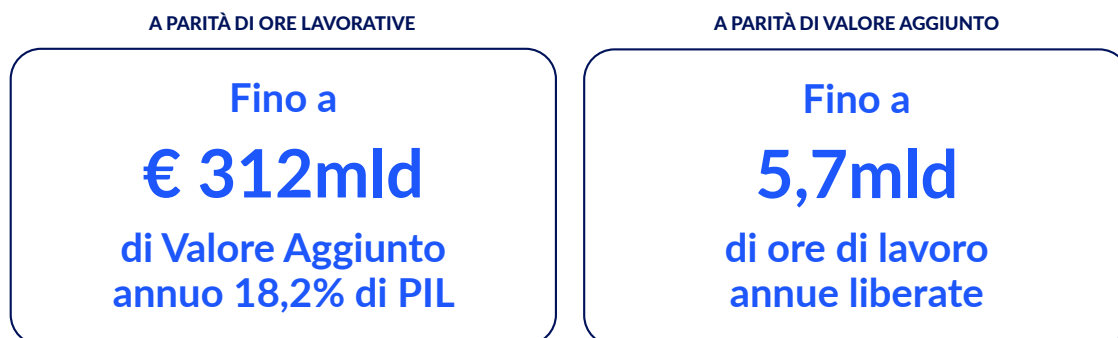 A PARITÀ DI ORE LAVORATIVE
Fino a
€ 312mld
di Valore Aggiunto
annuo 18,2% di PIL
A PARITÀ DI VALORE AGGIUNTO
Fino a
5,7mld
di ore di lavoro
annue liberate